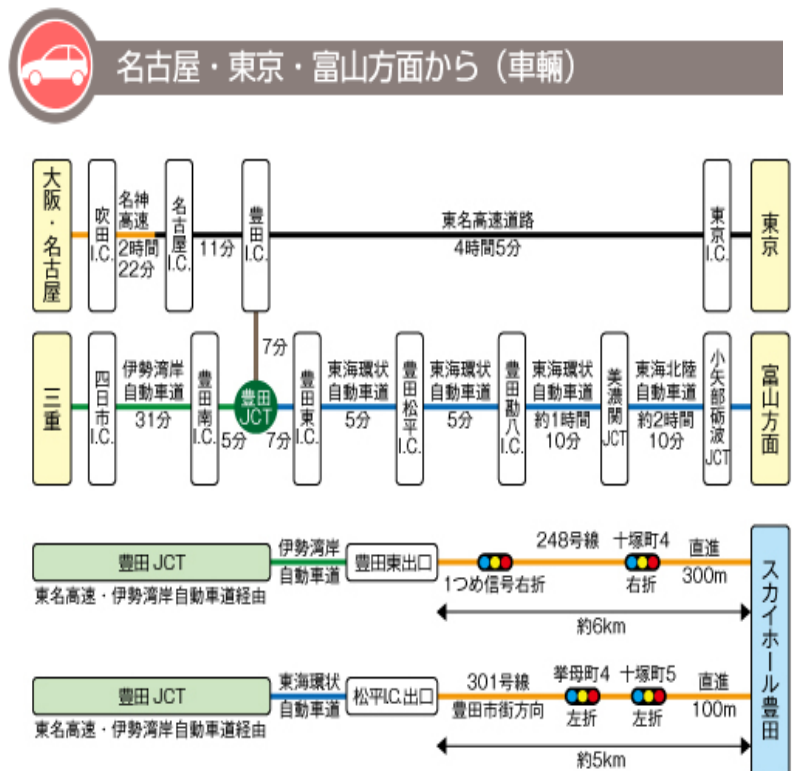 名古屋・東京・富山方面から（車輌）
大阪・名古屋
吹田I.C.
名神高速
2時間22分
名古屋I.C.
11分
豊田I.C.
東名高速道路
4時間5分
東京I.C.
東京
7分
三重
四日市I.C.
伊勢湾岸自動車道
31分
豊田南I.C.
5分
豊田JCT
7分
豊田東I.C.
東海環状自動車道
5分
豊田松平I.C.
東海環状自動車道
5分
豊田勘八I.C.
東海環状自動車道
約1時間10分
美濃関JCT
東海北陸自動車道
約2時間10分
小矢部砺波JCT
富山方面
豊田 JCT
東名高速・伊勢湾岸自動車道経由
伊勢湾岸自動車道
豊田東出口
1つめ信号右折
248号線
十塚町4
右折
直進
300m
約6km
豊田 JCT
東名高速・伊勢湾岸自動車道経由
東海環状自動車道
松平I.C.出口
301号線
豊田市街方向
挙母町4
左折
十塚町5
左折
直進
100m
約5km
スカイホール豊田